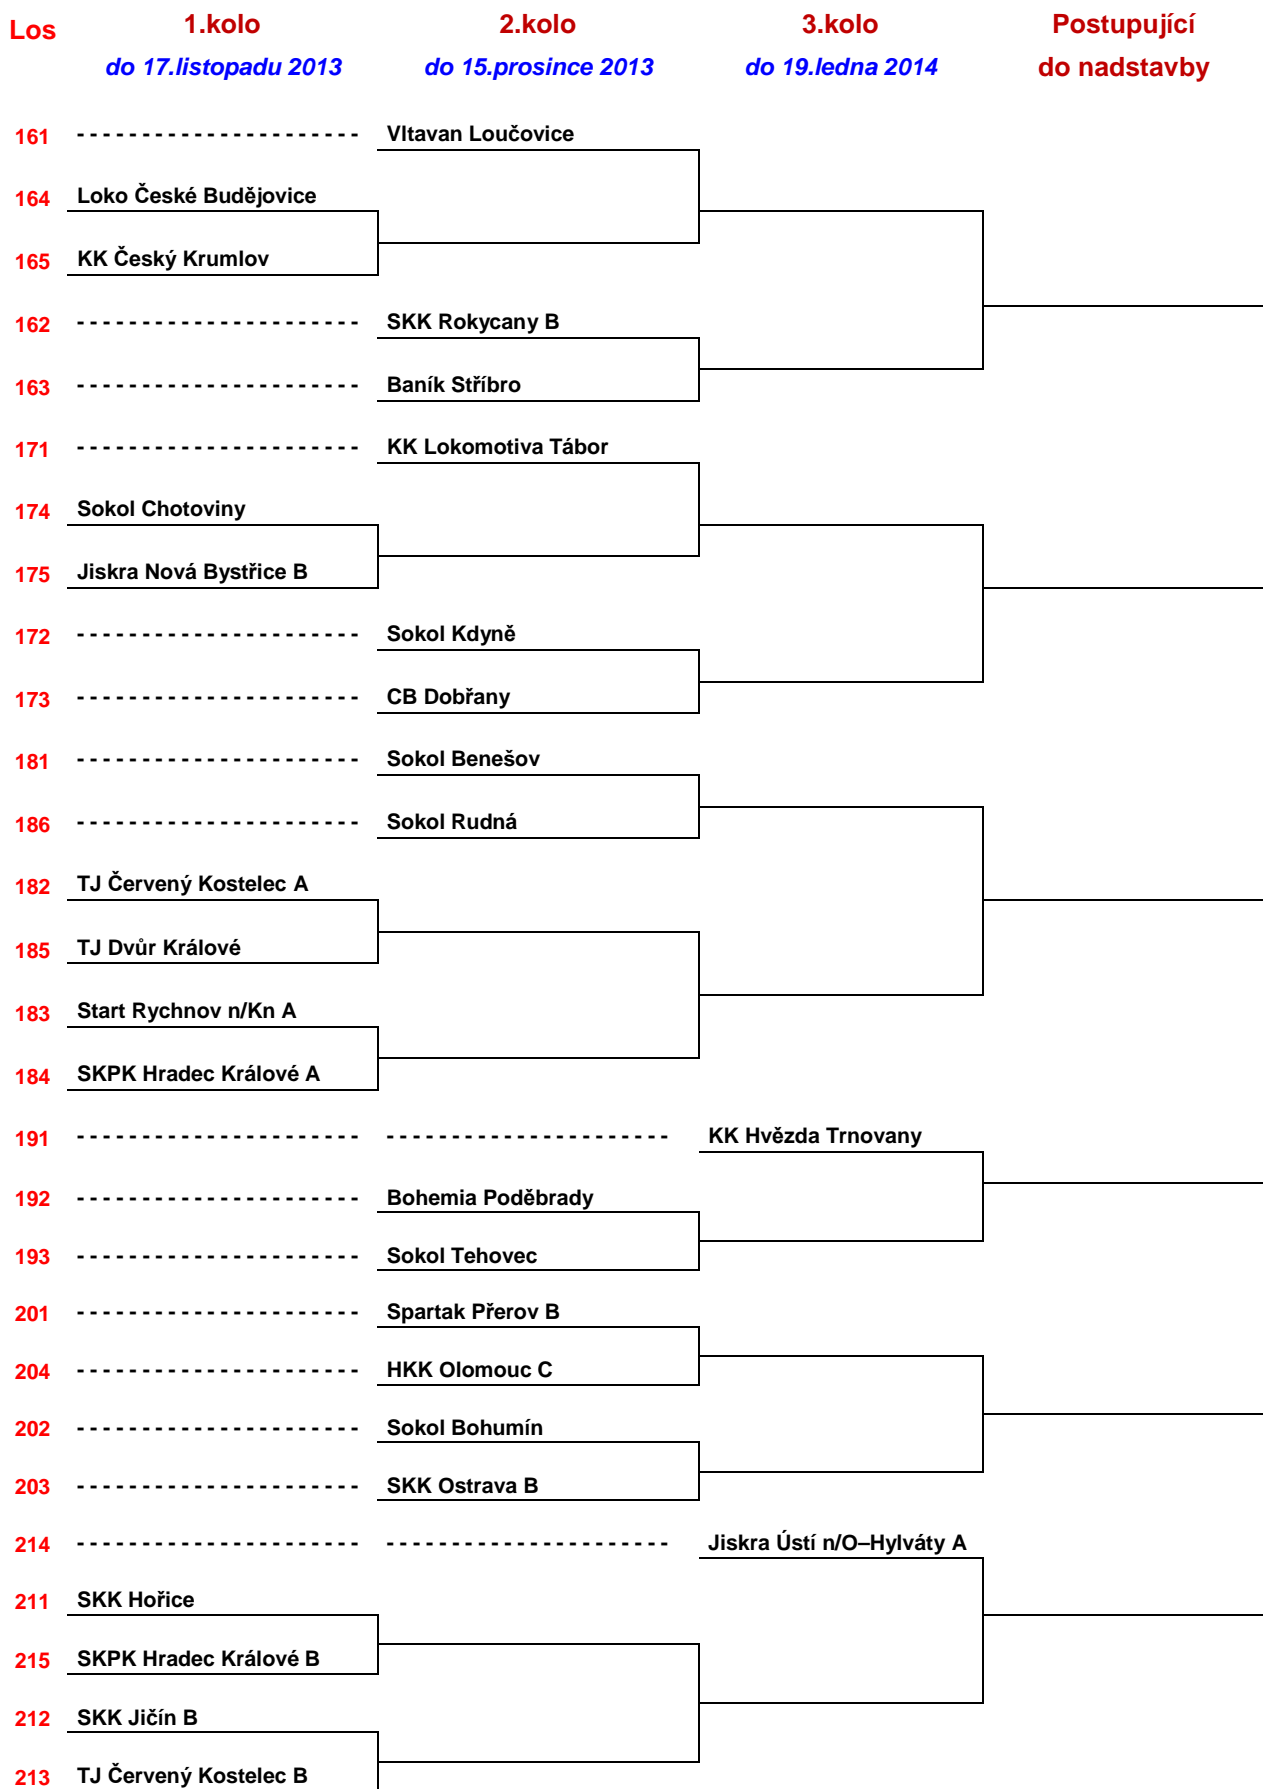 Los 1.kolo 2.kolo 3.kolo Postupující
do 17.listopadu 2013 do 15.prosince 2013 do 19.ledna 2014 do nadstavby
161 - - - - - - - - - - - - - - - - - - - - - Vltavan Loučovice
164 Loko České Budějovice
165 KK Český Krumlov
162 - - - - - - - - - - - - - - - - - - - - - SKK Rokycany B
163 - - - - - - - - - - - - - - - - - - - - - Baník Stříbro
171 - - - - - - - - - - - - - - - - - - - - - KK Lokomotiva Tábor
174 Sokol Chotoviny
175 Jiskra Nová Bystřice B
172 - - - - - - - - - - - - - - - - - - - - - Sokol Kdyně
173 - - - - - - - - - - - - - - - - - - - - - CB Dobřany
181 - - - - - - - - - - - - - - - - - - - - - Sokol Benešov
186 - - - - - - - - - - - - - - - - - - - - - Sokol Rudná
182 TJ Červený Kostelec A
185 TJ Dvůr Králové
183 Start Rychnov n/Kn A
184 SKPK Hradec Králové A
191 - - - - - - - - - - - - - - - - - - - - - - - - - - - - - - - - - - - - - - - - - - KK Hvězda Trnovany
192 - - - - - - - - - - - - - - - - - - - - - Bohemia Poděbrady
193 - - - - - - - - - - - - - - - - - - - - - Sokol Tehovec
201 - - - - - - - - - - - - - - - - - - - - - Spartak Přerov B
204 - - - - - - - - - - - - - - - - - - - - - HKK Olomouc C
202 - - - - - - - - - - - - - - - - - - - - - Sokol Bohumín
203 - - - - - - - - - - - - - - - - - - - - - SKK Ostrava B
214 - - - - - - - - - - - - - - - - - - - - - - - - - - - - - - - - - - - - - - - - - - Jiskra Ústí n/O–Hylváty A
211 SKK Hořice
215 SKPK Hradec Králové B
212 SKK Jičín B
213 TJ Červený Kostelec B